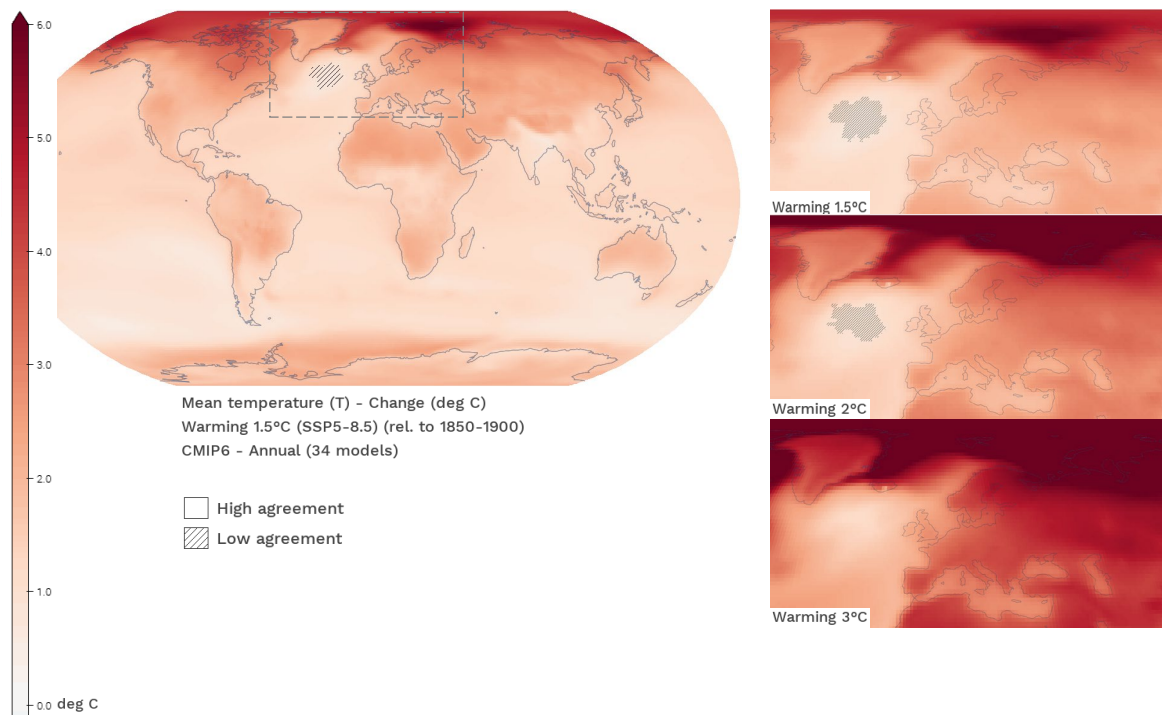 6.0
5.0
4.0
3.0
2.0
1.0
0.0 deg C
Mean temperature (T) - Change (deg C)
Warming 1.5°C (SSP5-8.5) (rel. to 1850-1900)
CMIP6 - Annual (34 models)
High agreement
Low agreement
Warming 1.5°C
Warming 2°C
Warming 3°C